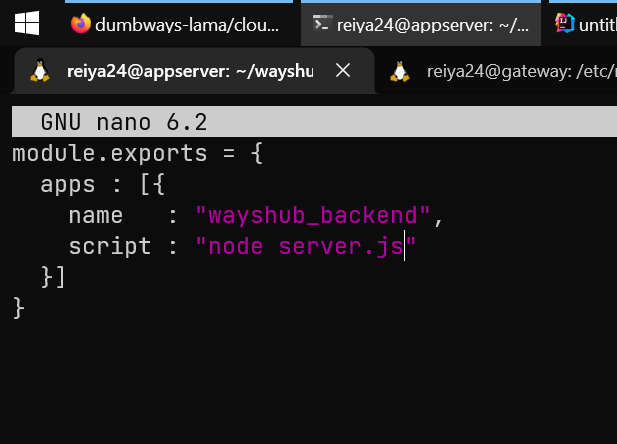 dumbways-lama/clou...
reiya24@appserver: ~/...
untit
reiya24@appserver: ~/wayshu
reiya24@gateway: /etc/n
GNU nano 6.2
module.exports = {
  apps : [{
    name   : "wayshub_backend",
    script : "node server.js"
  }]
}